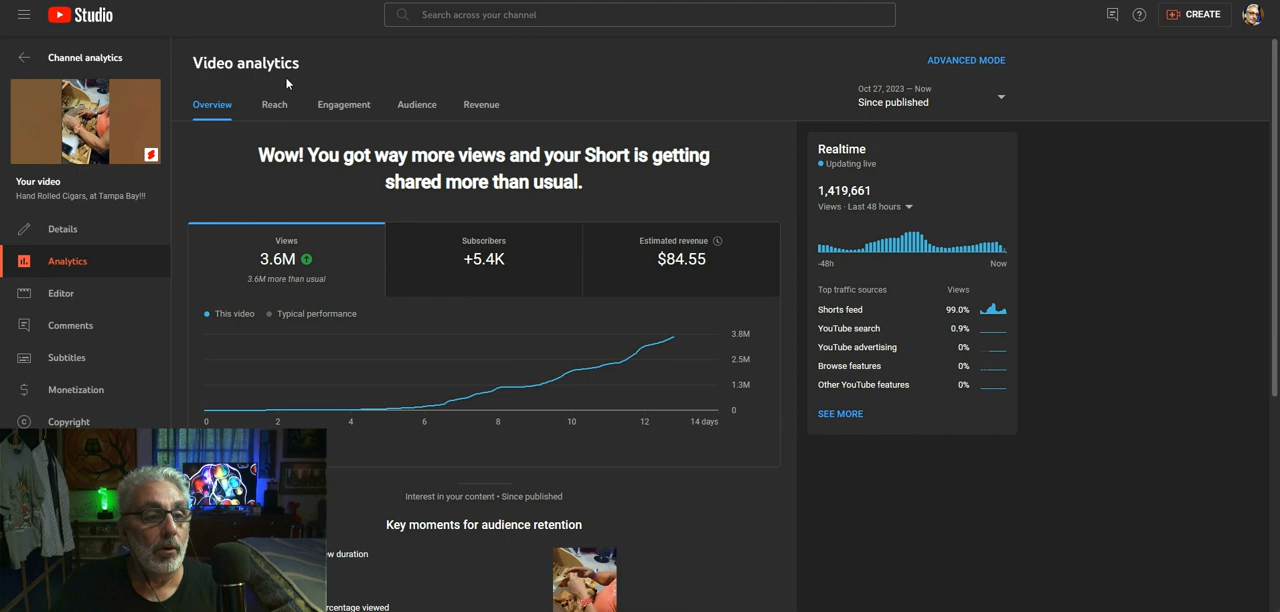 Studio
Search across your channel
CREATE
Channel analytics
Your video
Hand Rolled Cigars, at Tampa Bay!!!
Details
Analytics
Editor
Comments
Subtitles
Monetization
Copyright
Video analytics
ADVANCED MODE
Oct 27, 2023 — Now
Since published
Overview
Reach
Engagement
Audience
Revenue
Wow! You got way more views and your Short is getting
shared more than usual.
Views
3.6M
3.6M more than usual
Subscribers
+5.4K
Estimated revenue
$84.55
This video
Typical performance
3.8M
2.5M
1.3M
0
0 2 4 6 8 10 12 14 days
Interest in your content • Since published
Key moments for audience retention
ew duration
rcentage viewed
Realtime
Updating live
1,419,661
Views · Last 48 hours
-48h Now
Top traffic sources Views
Shorts feed 99.0%
YouTube search 0.9%
YouTube advertising 0%
Browse features 0%
Other YouTube features 0%
SEE MORE